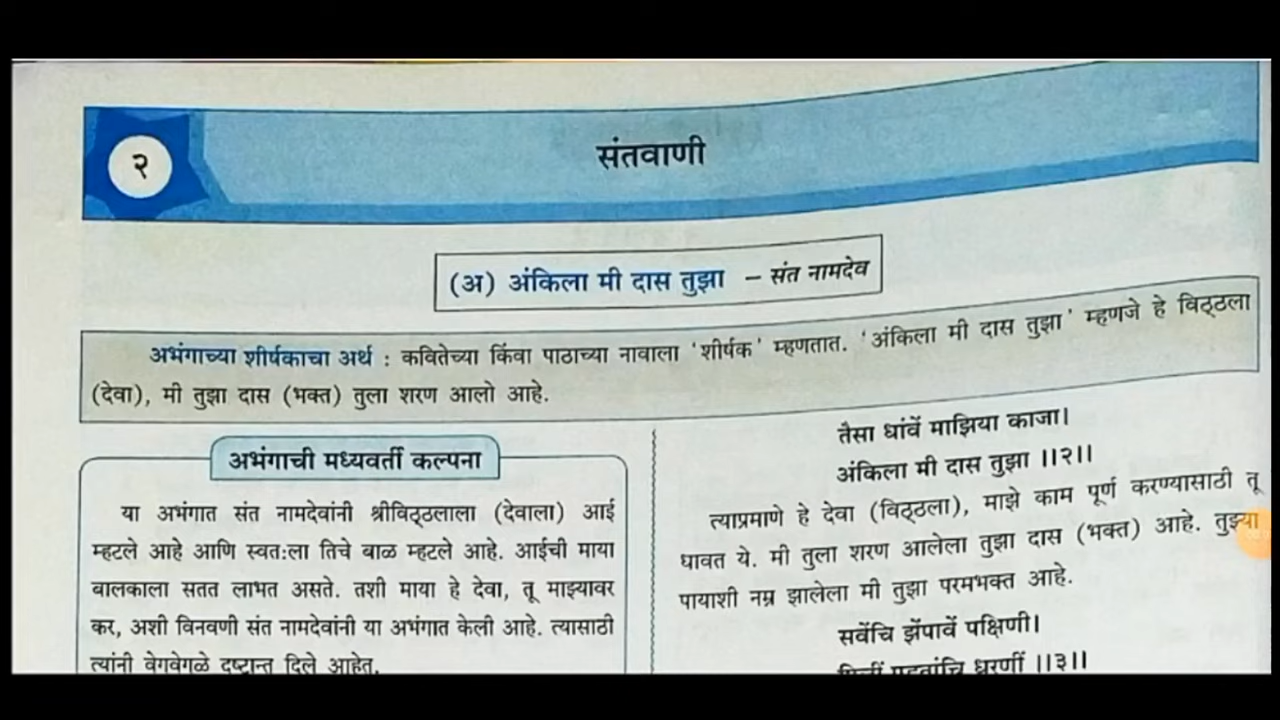 २
संतवाणी
(अ) अंकिला मी दास तुझा – संत नामदेव
अभंगाच्या शीर्षकाचा अर्थ : कवितेच्या किंवा पाठाच्या नावाला 'शीर्षक' म्हणतात. 'अंकिला मी दास तुझा' म्हणजे हे विठ्ठला
(देवा), मी तुझा दास (भक्त) तुला शरण आलो आहे.
अभंगाची मध्यवर्ती कल्पना
या अभंगात संत नामदेवांनी श्रीविठ्ठलाला (देवाला) आई
म्हटले आहे आणि स्वतःला तिचे बाळ म्हटले आहे. आईची माया
बालकाला सतत लाभत असते. तशी माया हे देवा, तू माझ्यावर
कर, अशी विनवणी संत नामदेवांनी या अभंगात केली आहे. त्यासाठी
त्यांनी वेगवेगळे दृष्टान्त दिले आहेत.
तैसा धांवें माझिया काजा।
अंकिला मी दास तुझा ।।२।।
त्याप्रमाणे हे देवा (विठ्ठला), माझे काम पूर्ण करण्यासाठी तू
धावत ये. मी तुला शरण आलेला तुझा दास (भक्त) आहे. तुझ्या
पायाशी नम्र झालेला मी तुझा परमभक्त आहे.
सवेंचि झेंपावें पक्षिणी।
धरणीं ।।३।।